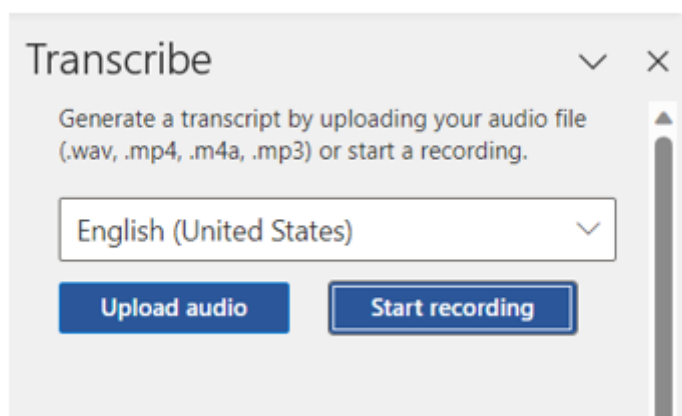 Transcribe
Generate a transcript by uploading your audio file
(.wav, .mp4, .m4a, .mp3) or start a recording.
English (United States)
Upload audio
Start recording